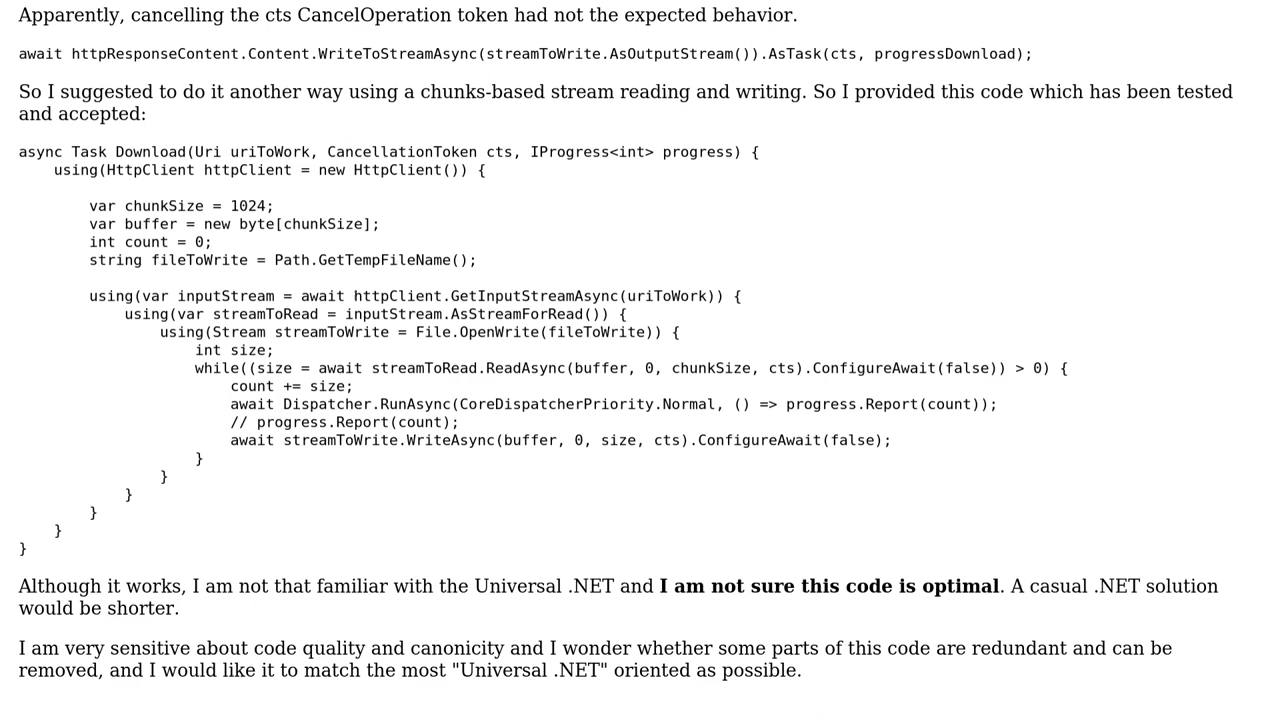 Apparently, cancelling the cts CancelOperation token had not the expected behavior.
await httpResponseContent.Content.WriteToStreamAsync(streamToWrite.AsOutputStream()).AsTask(cts, progressDownload);
So I suggested to do it another way using a chunks-based stream reading and writing. So I provided this code which has been tested
and accepted:
async Task Download(Uri uriToWork, CancellationToken cts, IProgress<int> progress) {
    using(HttpClient httpClient = new HttpClient()) {
        var chunkSize = 1024;
        var buffer = new byte[chunkSize];
        int count = 0;
        string fileToWrite = Path.GetTempFileName();
        using(var inputStream = await httpClient.GetInputStreamAsync(uriToWork)) {
            using(var streamToRead = inputStream.AsStreamForRead()) {
                using(Stream streamToWrite = File.OpenWrite(fileToWrite)) {
                    int size;
                    while((size = await streamToRead.ReadAsync(buffer, 0, chunkSize, cts).ConfigureAwait(false)) > 0) {
                        count += size;
                        await Dispatcher.RunAsync(CoreDispatcherPriority.Normal, () => progress.Report(count));
                        // progress.Report(count);
                        await streamToWrite.WriteAsync(buffer, 0, size, cts).ConfigureAwait(false);
                    }
                }
            }
        }
    }
}
Although it works, I am not that familiar with the Universal .NET and I am not sure this code is optimal. A casual .NET solution
would be shorter.
I am very sensitive about code quality and canonicity and I wonder whether some parts of this code are redundant and can be
removed, and I would like it to match the most "Universal .NET" oriented as possible.